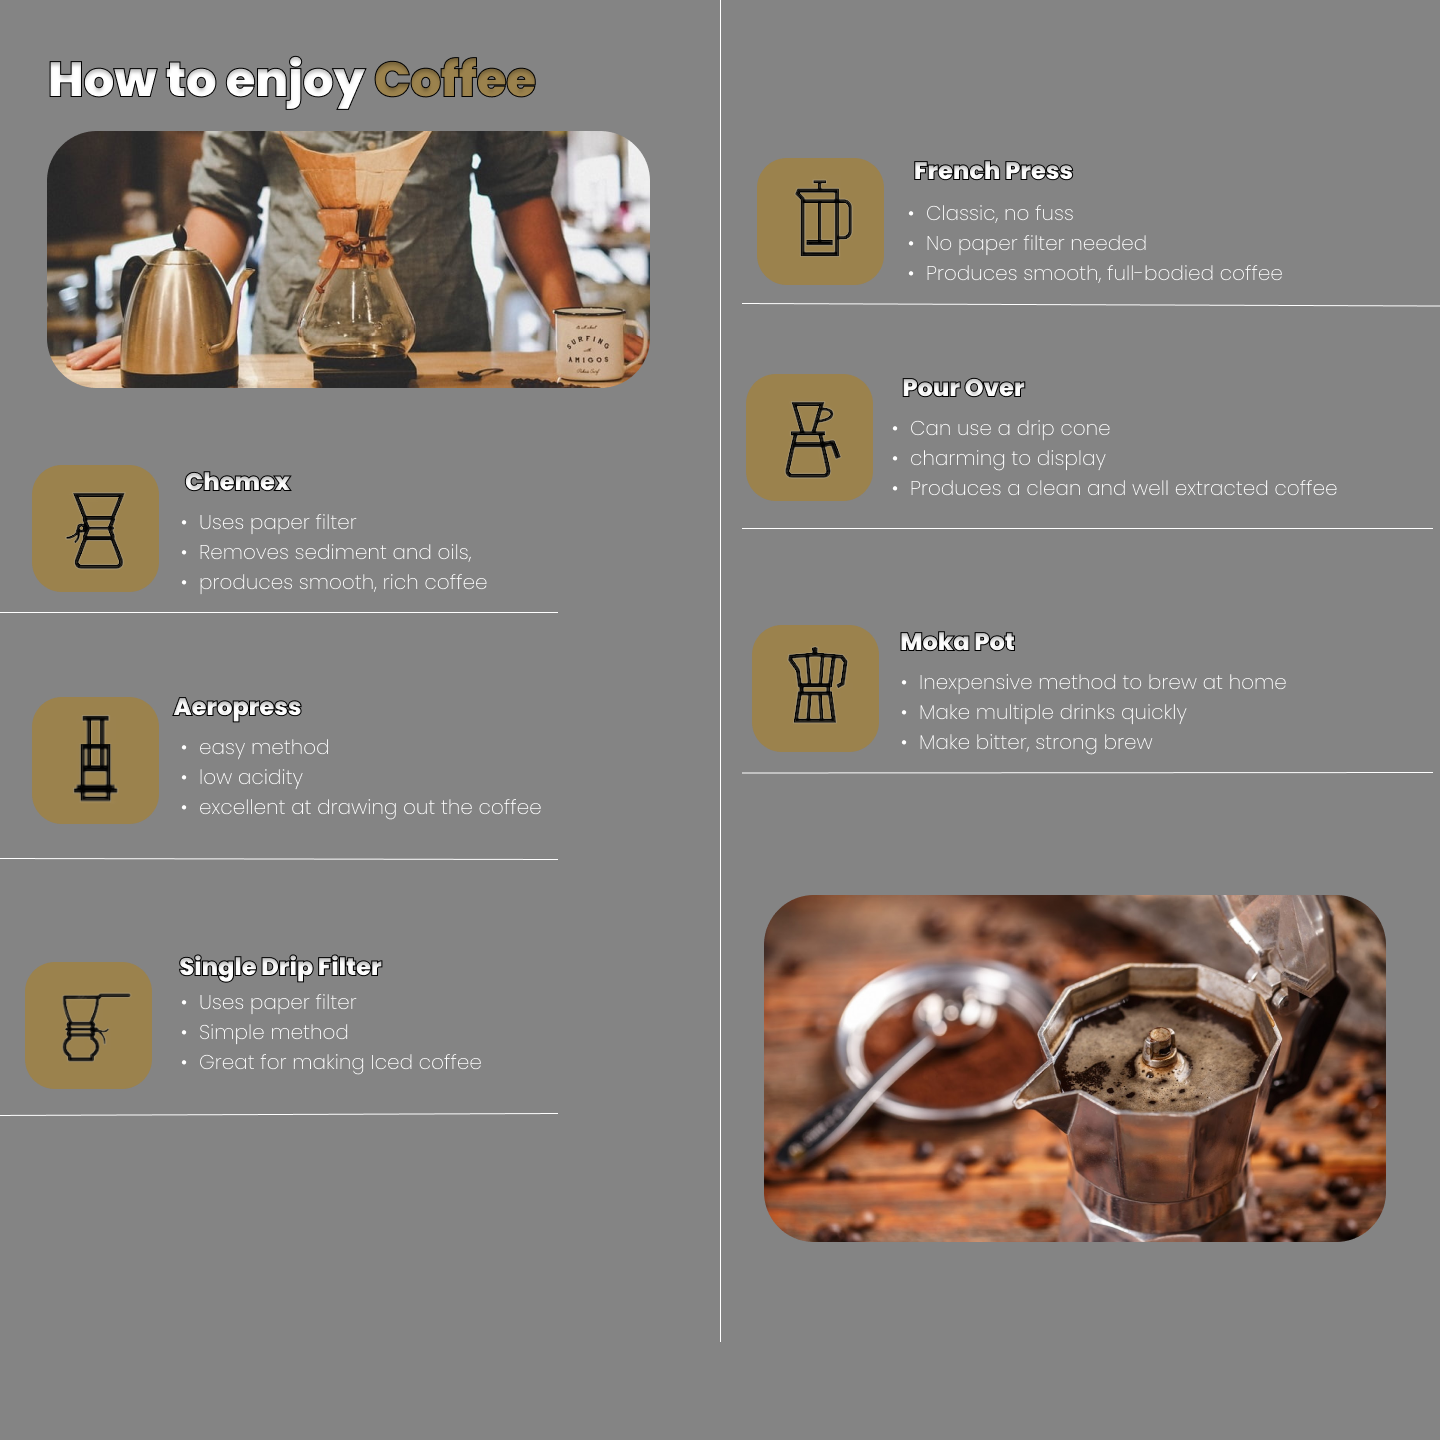 How to enjoy Coffee
SURFING
AMIGOS
Chemex
• Uses paper filter
• Removes sediment and oils,
• produces smooth, rich coffee
Aeropress
• easy method
• low acidity
• excellent at drawing out the coffee
Single Drip Filter
• Uses paper filter
• Simple method
• Great for making Iced coffee
French Press
• Classic, no fuss
• No paper filter needed
• Produces smooth, full-bodied coffee
Pour Over
• Can use a drip cone
• charming to display
• Produces a clean and well extracted coffee
Moka Pot
• Inexpensive method to brew at home
• Make multiple drinks quickly
• Make bitter, strong brew